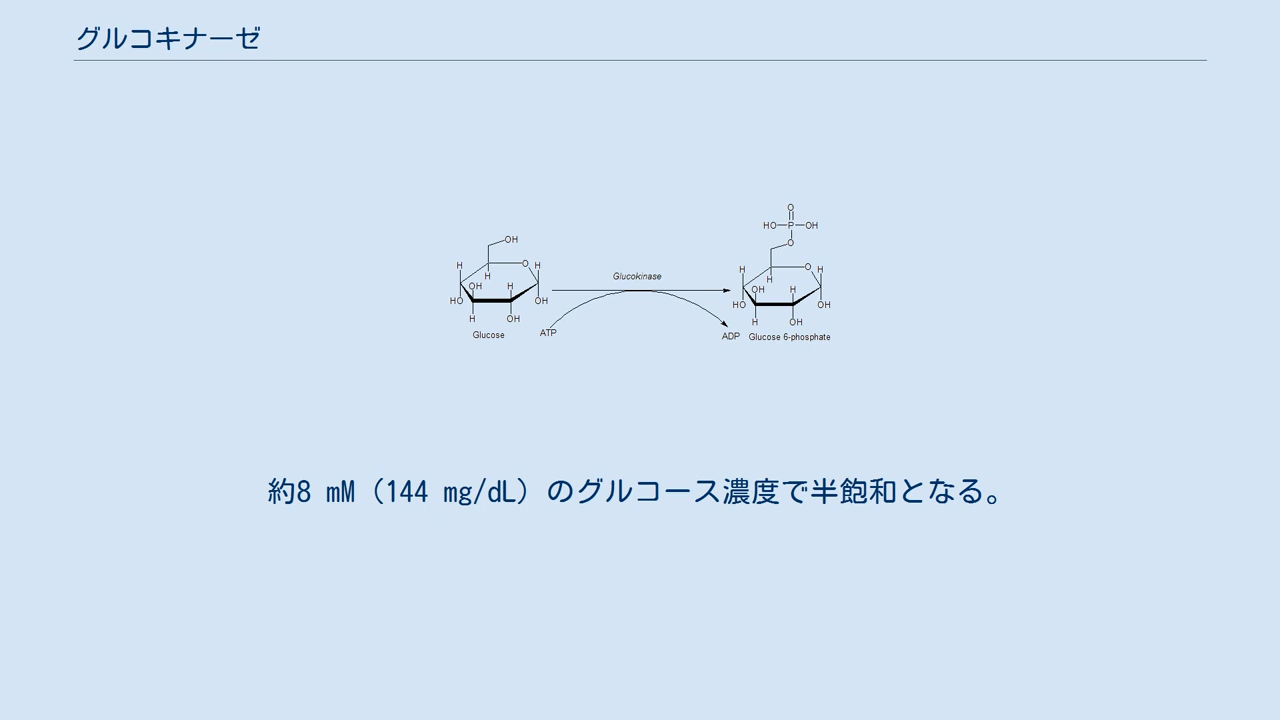 グルコキナーゼ
O
HO P OH
O
OH
H O H
H
OH H
HO OH
H OH
Glucose
Glucokinase
ATP
ADP
H O H
H
OH H
HO OH
H OH
Glucose 6-phosphate
約8 mM（144 mg/dL）のグルコース濃度で半飽和となる。